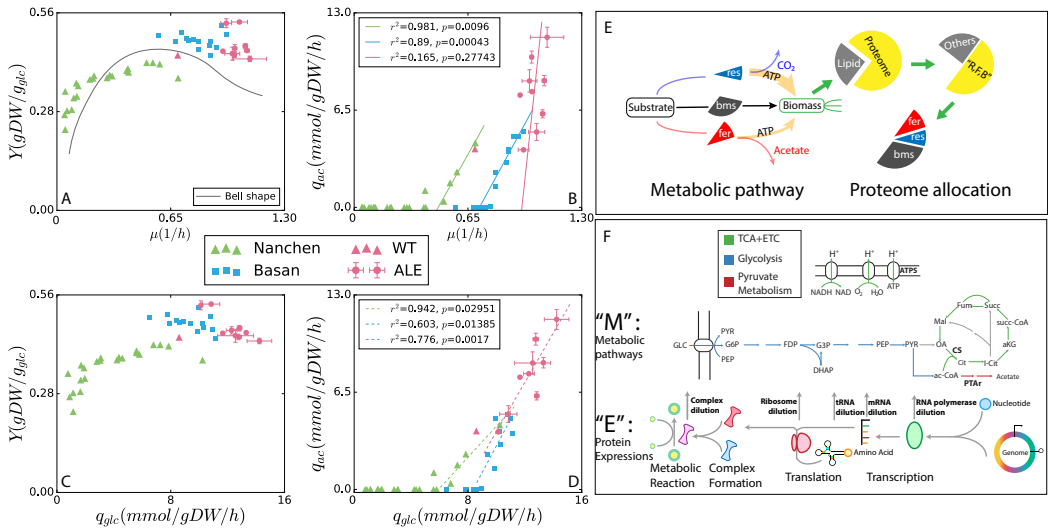 0.56
0.28
0.00
Y(gDW/g_glc)
A
Bell shape
0
0.65
1.30
μ(1/h)
13.0
6.5
0.0
q_ac(mmol/gDW/h)
r²=0.981, p=0.0096
r²=0.89, p=0.00043
r²=0.165, p=0.27743
B
0
0.65
1.30
μ(1/h)
Nanchen
WT
Basan
ALE
0.56
0.28
0.00
Y(gDW/g_glc)
C
0
8
16
q_glc(mmol/gDW/h)
13.0
6.5
0.0
q_ac(mmol/gDW/h)
r²=0.942, p=0.02951
r²=0.603, p=0.01385
r²=0.776, p=0.0017
D
0
8
16
q_glc(mmol/gDW/h)
E
CO₂
res
ATP
Substrate
bms
Biomass
fer
ATP
Acetate
Metabolic pathway
Lipid
Proteome
Others
"R,F,B"
fer
res
bms
Proteome allocation
F
TCA+ETC
Glycolysis
Pyruvate
Metabolism
H⁺
H⁺
H⁺
ATPS
NADH
NAD
O₂
H₂O
ATP
"M":
Metabolic
pathways
GLC
PYR
G6P
PEP
FDP
G3P
DHAP
PEP
PYR
OA
Mal
Fum
Succ
succ-CoA
aKG
I-Cit
Cit
CS
ac-CoA
PTAr
Acetate
"E":
Protein
Expressions
Complex
dilution
Ribosome
dilution
tRNA
dilution
mRNA
dilution
RNA polymerase
dilution
Nucleotide
Genome
Amino Acid
Metabolic
Reaction
Complex
Formation
Translation
Transcription